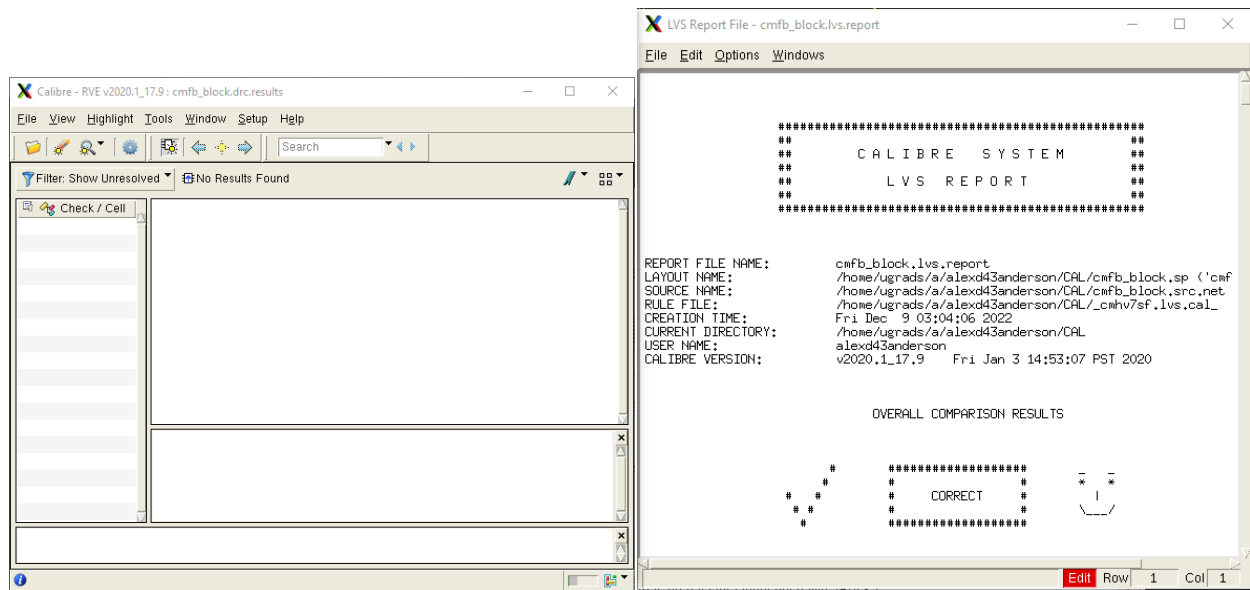 Calibre - RVE v2020.1_17.9 : cmfb_block.drc.results
File View Highlight Tools Window Setup Help
Search
Filter: Show Unresolved No Results Found
Check / Cell
LVS Report File - cmfb_block.lvs.report
File Edit Options Windows
##################################################
## ##
## C A L I B R E S Y S T E M ##
## ##
## L V S R E P O R T ##
## ##
##################################################
REPORT FILE NAME: cmfb_block.lvs.report
LAYOUT NAME: /home/ugrads/a/alexd43anderson/CAL/cmfb_block.sp ('cmf
SOURCE NAME: /home/ugrads/a/alexd43anderson/CAL/cmfb_block.src.net
RULE FILE: /home/ugrads/a/alexd43anderson/CAL/_cmhv7sf.lvs.cal_
CREATION TIME: Fri Dec 9 03:04:06 2022
CURRENT DIRECTORY: /home/ugrads/a/alexd43anderson/CAL
USER NAME: alexd43anderson
CALIBRE VERSION: v2020.1_17.9 Fri Jan 3 14:53:07 PST 2020
OVERALL COMPARISON RESULTS
# ################### _ _
# # # * *
# # # CORRECT # |
# # # # \___/
# ###################
Edit Row 1 Col 1